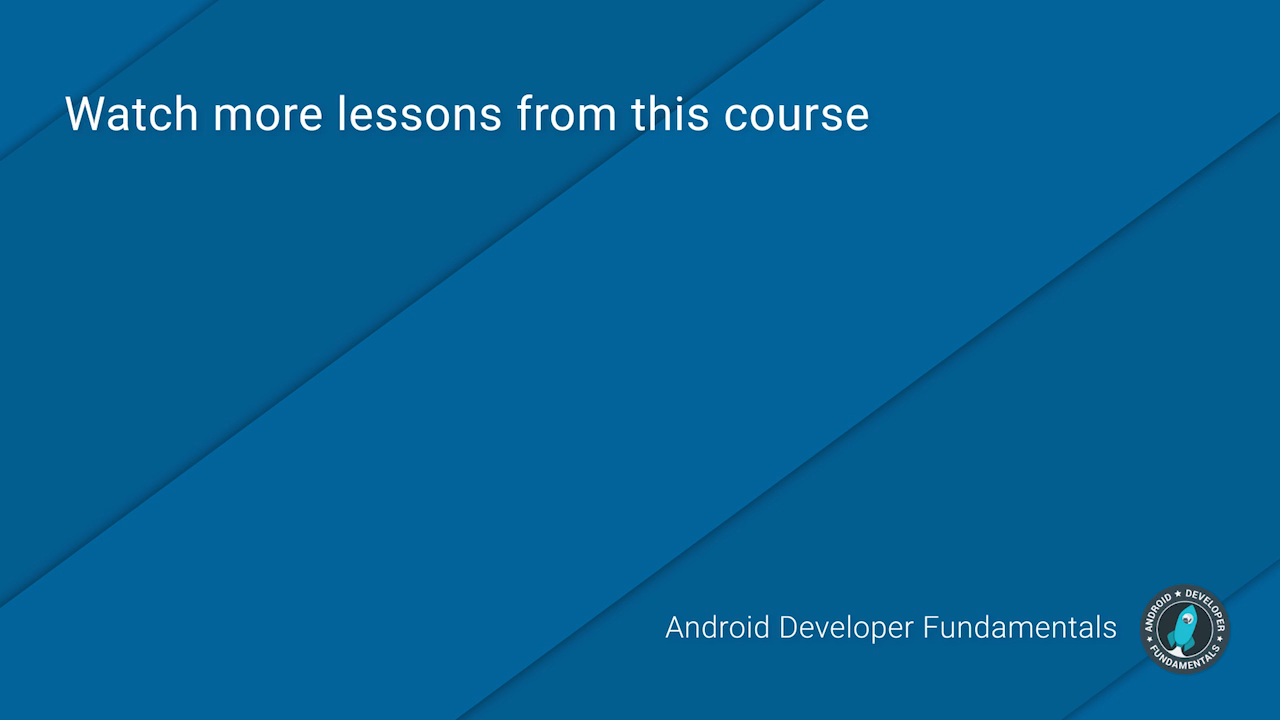 Watch more lessons from this course
Android Developer Fundamentals
ANDROID ★ DEVELOPER
★ FUNDAMENTALS ★